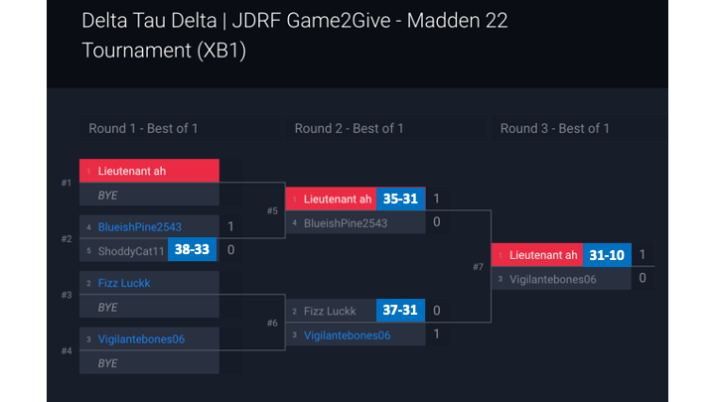 Delta Tau Delta | JDRF Game2Give - Madden 22
Tournament (XB1)
Round 1 - Best of 1
Round 2 - Best of 1
Round 3 - Best of 1
#1
1 Lieutenant ah
BYE
#2
4 BlueishPine2543 1
5 ShoddyCat11 38-33 0
#3
2 Fizz Luckk
BYE
#4
3 Vigilantebones06
BYE
#5
1 Lieutenant ah 35-31 1
4 BlueishPine2543 0
#6
2 Fizz Luckk 37-31 0
3 Vigilantebones06 1
#7
1 Lieutenant ah 31-10 1
3 Vigilantebones06 0